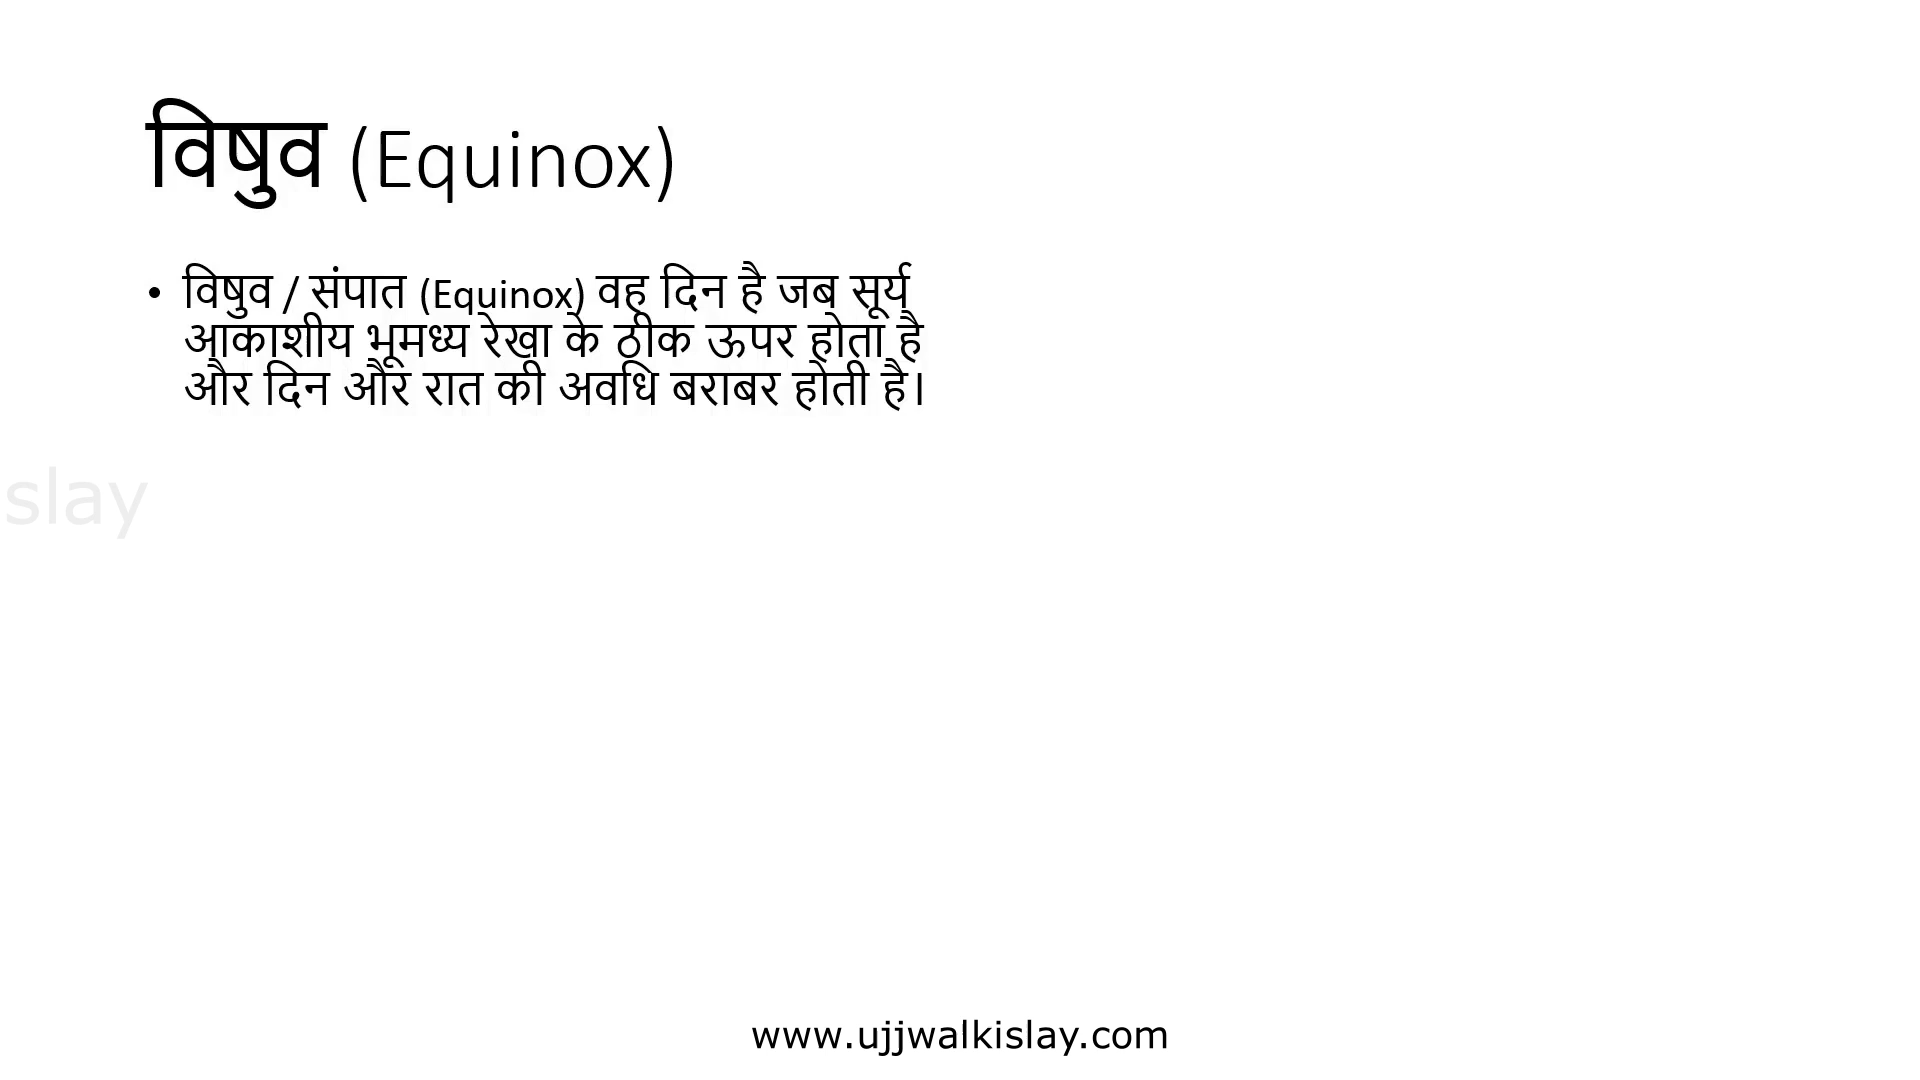 विषुव (Equinox)
• विषुव / संपात (Equinox) वह दिन है जब सूर्य
आकाशीय भूमध्य रेखा के ठीक ऊपर होता है
और दिन और रात की अवधि बराबर होती है।
slay
www.ujjwalkislay.com